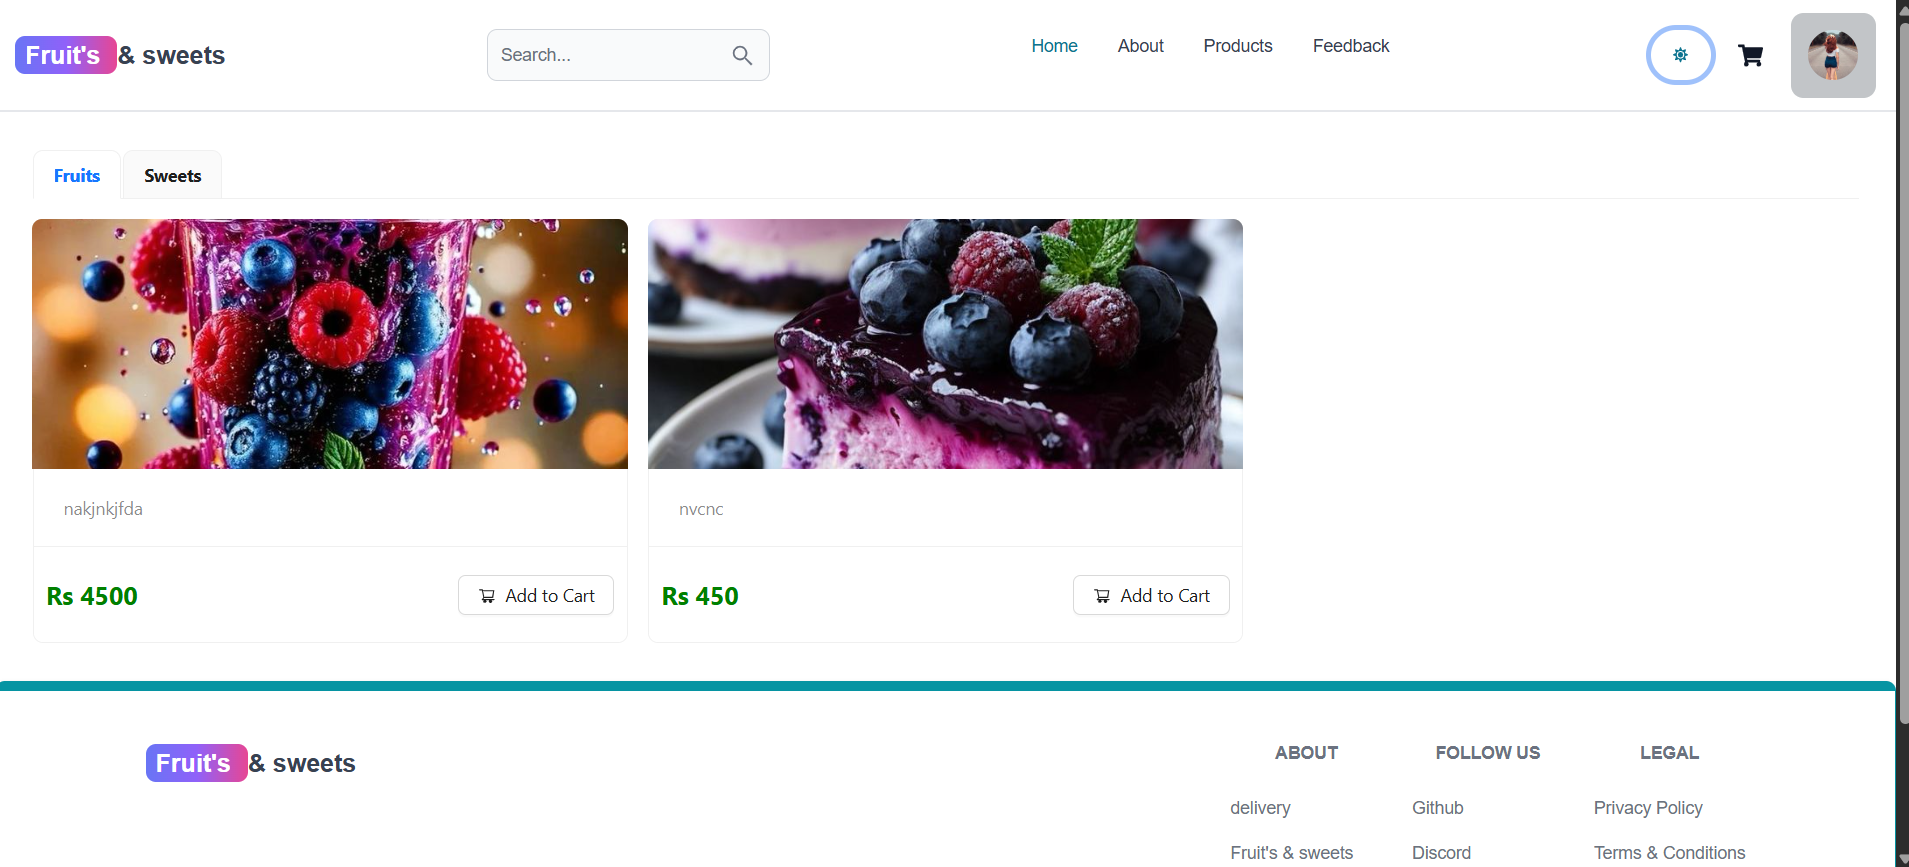 Fruit's & sweets
Search...
Home About Products Feedback
Fruits Sweets
nakjnkjfda
Rs 4500 Add to Cart
nvcnc
Rs 450 Add to Cart
Fruit's & sweets
ABOUT FOLLOW US LEGAL
delivery Github Privacy Policy
Fruit's & sweets Discord Terms & Conditions